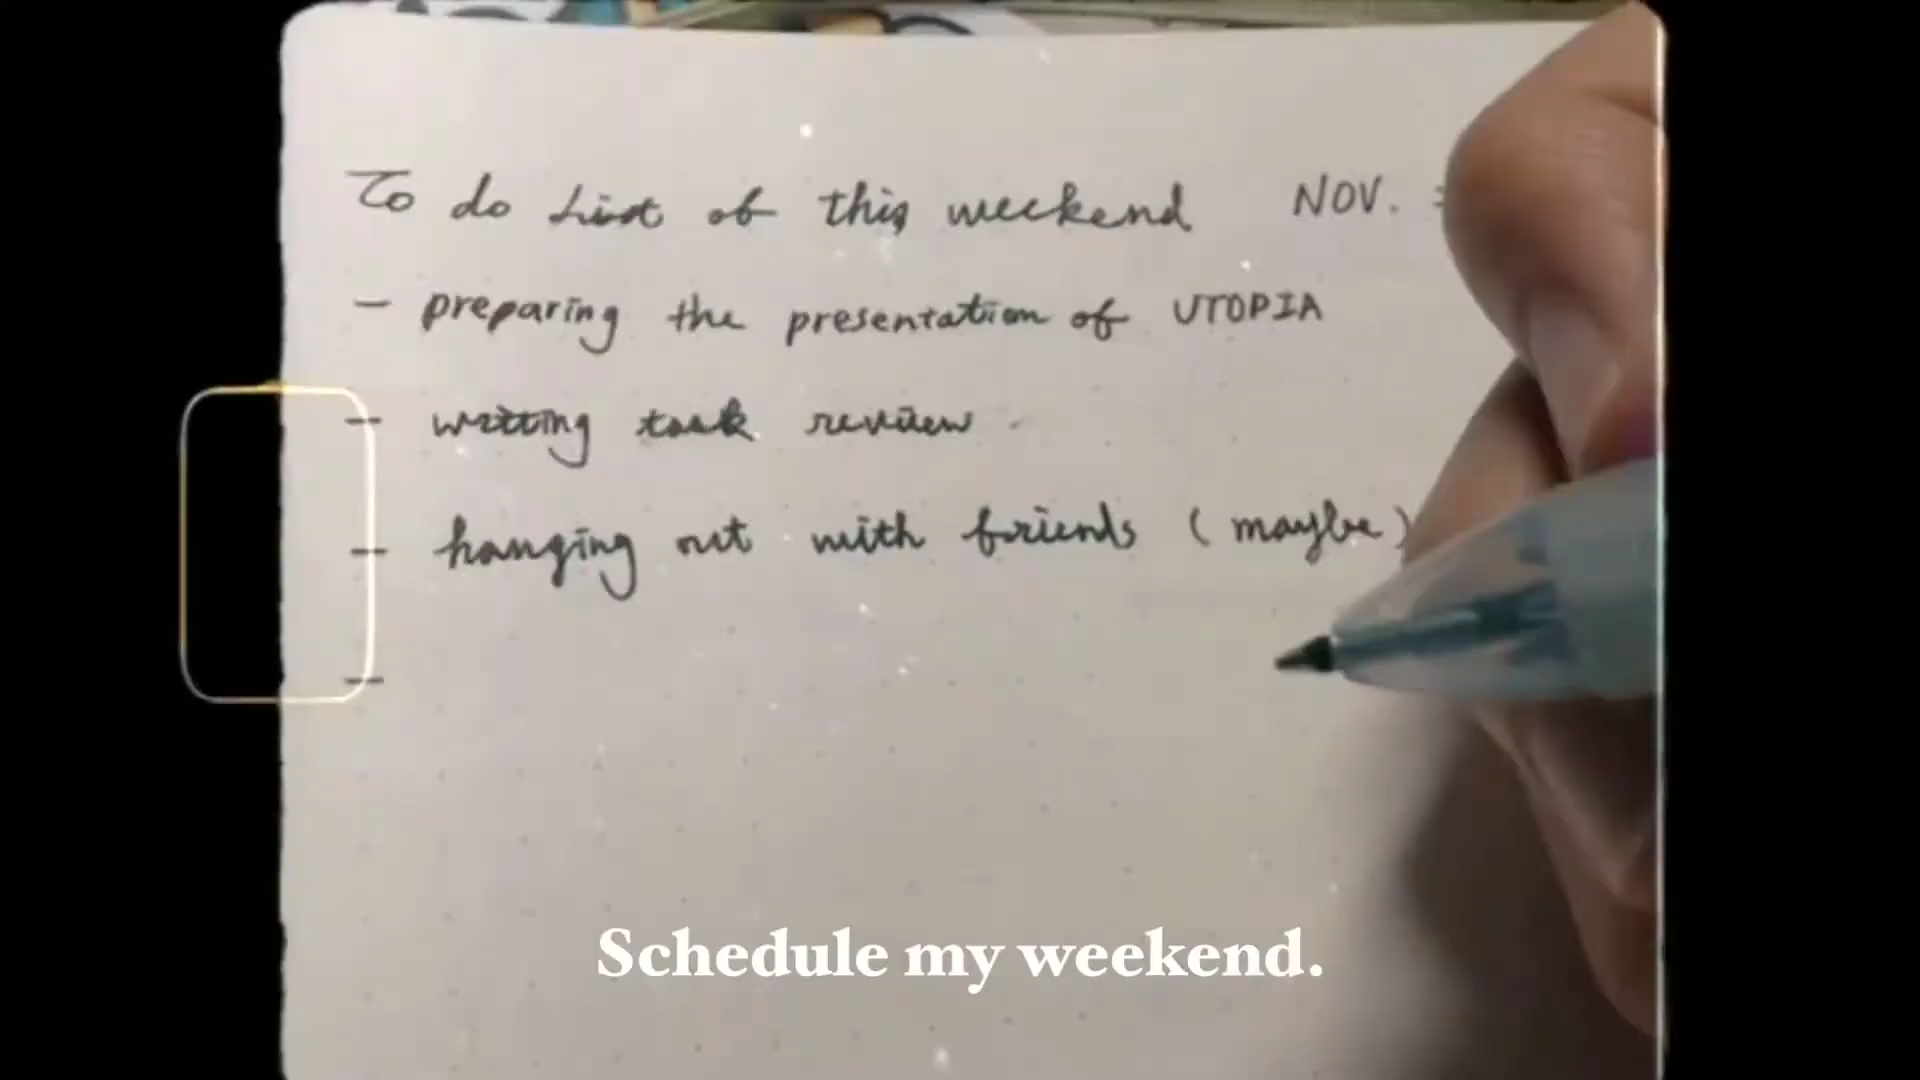 To do List of this weekend NOV.
- preparing the presentation of UTOPIA
- writting task review
- hanging out with friends (maybe)
-
Schedule my weekend.